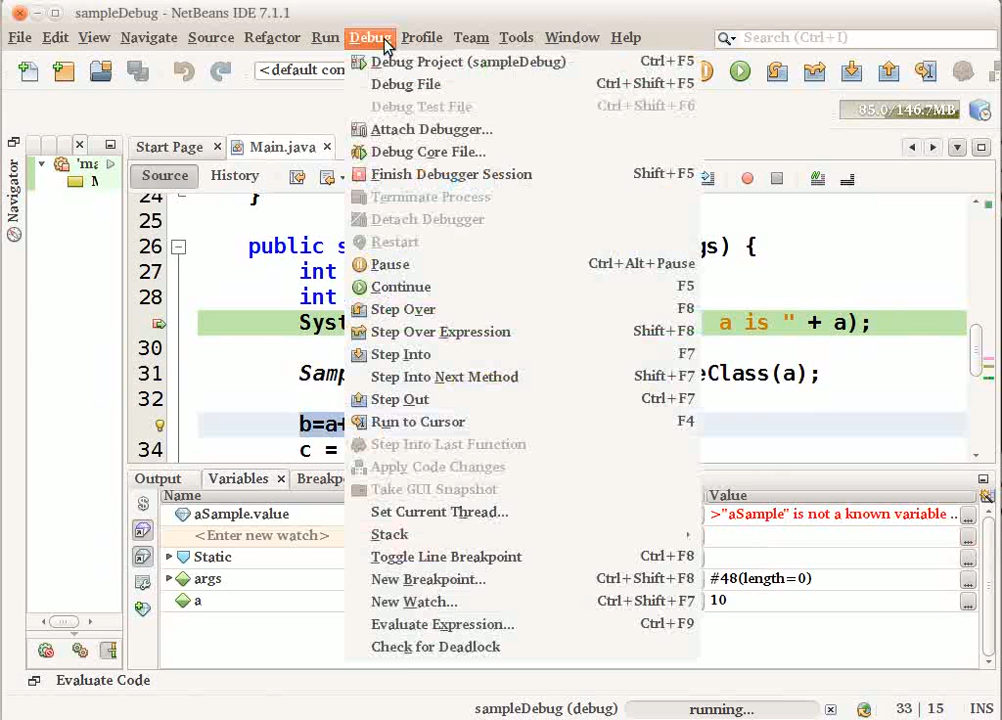 sampleDebug - NetBeans IDE 7.1.1
File Edit View Navigate Source Refactor Run Debug Profile Team Tools Window Help
Search (Ctrl+I)
<default con
85.0/146.7MB
Start Page
Main.java
'ma
Source History
Navigator
24 }
25
26 public s gs) {
27 int
28 int
Syst a is " + a);
30
31 Samp eClass(a);
32
b=a+
34 c =
Debug Project (sampleDebug) Ctrl+F5
Debug File Ctrl+Shift+F5
Debug Test File Ctrl+Shift+F6
Attach Debugger...
Debug Core File...
Finish Debugger Session Shift+F5
Terminate Process
Detach Debugger
Restart
Pause Ctrl+Alt+Pause
Continue F5
Step Over F8
Step Over Expression Shift+F8
Step Into F7
Step Into Next Method Shift+F7
Step Out Ctrl+F7
Run to Cursor F4
Step Into Last Function
Apply Code Changes
Take GUI Snapshot
Set Current Thread...
Stack
Toggle Line Breakpoint Ctrl+F8
New Breakpoint... Ctrl+Shift+F8
New Watch... Ctrl+Shift+F7
Evaluate Expression... Ctrl+F9
Check for Deadlock
Output Variables Breakp
Name Value
aSample.value >"aSample" is not a known variable ..
<Enter new watch>
Static
args #48(length=0)
a 10
Evaluate Code
sampleDebug (debug) running... 33 15 INS